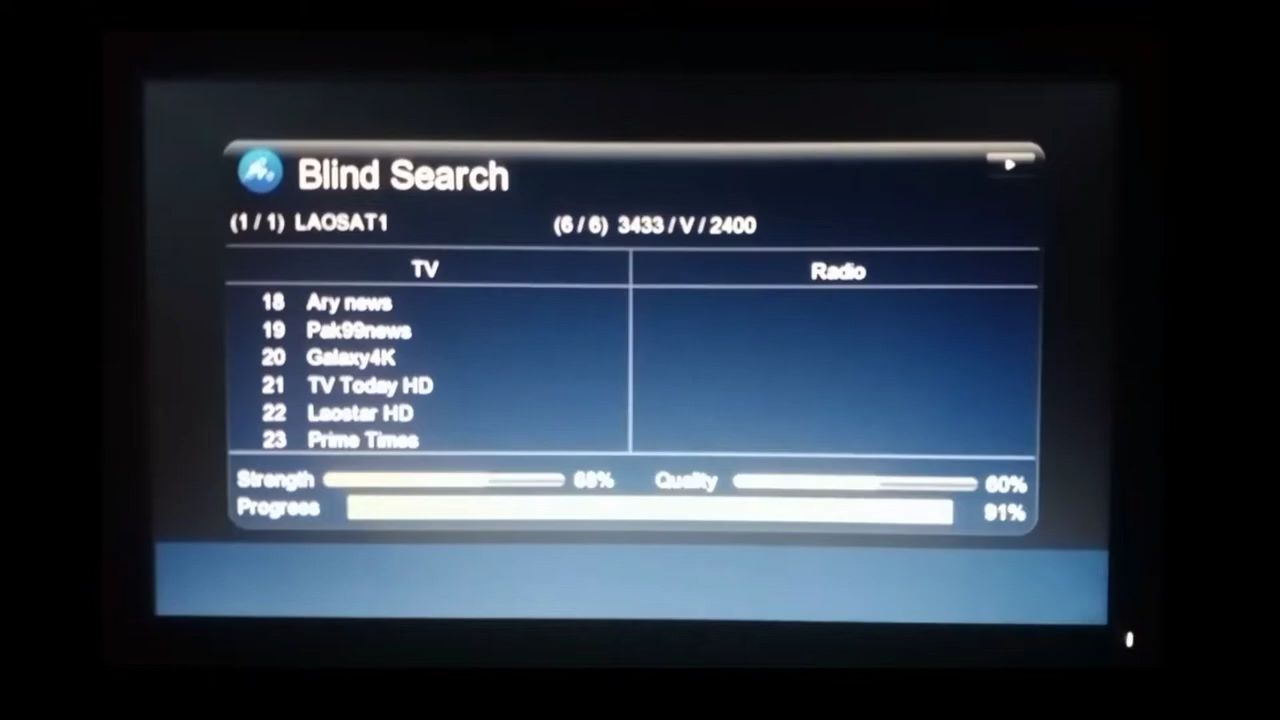 Blind Search
(1 / 1) LAOSAT1
(6 / 6) 3433 / V / 2400
TV
Radio
18 Ary news
19 Pak99news
20 Galaxy4K
21 TV Today HD
22 Laostar HD
23 Prime Times
Strength 68% Quality 60%
Progress 91%